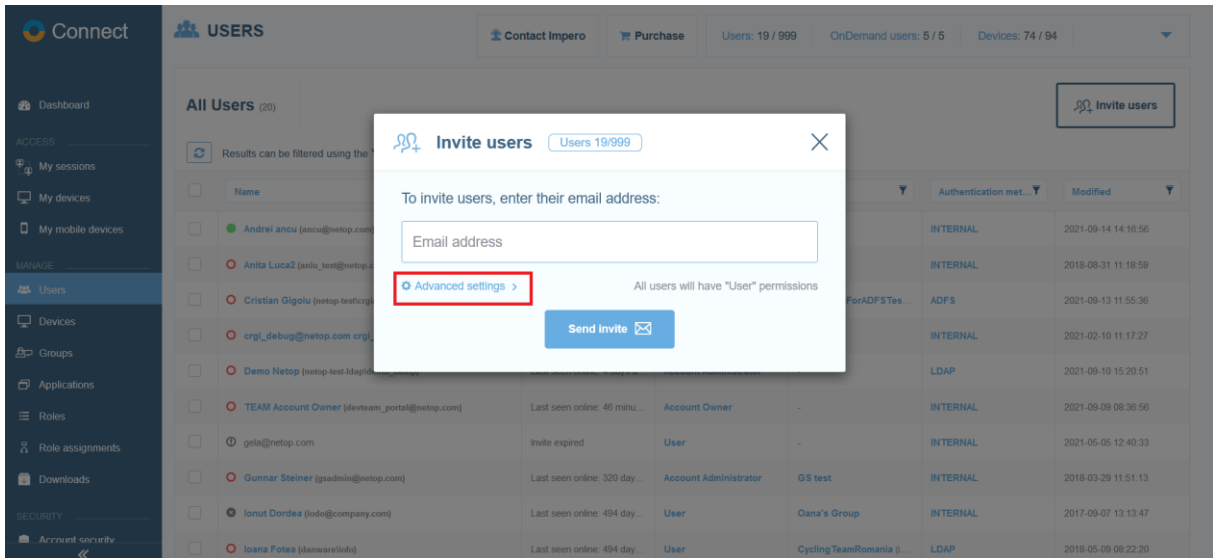 Connect
USERS
Contact Impero
Purchase
Users: 19 / 999
OnDemand users: 5 / 5
Devices: 74 / 94
Dashboard
ACCESS
My sessions
My devices
My mobile devices
MANAGE
Users
Devices
Groups
Applications
Roles
Role assignments
Downloads
SECURITY
Account security
All Users (20)
Invite users
Results can be filtered using the
Invite users
Users 19/999
To invite users, enter their email address:
Email address
Advanced settings >
All users will have "User" permissions
Send invite
Name
Authentication met...
Modified
Andrei ancu (ancu@netop.com)
INTERNAL
2021-09-14 14:16:56
Anita Luca2 (anlu_test@netop.c
INTERNAL
2018-08-31 11:18:59
Cristian Gigoiu (netop-test\crgi
ForADFSTes...
ADFS
2021-09-13 11:55:36
crgi_debug@netop.com crgi_
INTERNAL
2021-02-10 11:17:27
Demo Netop
LDAP
2021-09-10 15:20:51
TEAM Account Owner (devteam_portal@netop.com)
Last seen online: 46 minu...
Account Owner
-
INTERNAL
2021-09-09 08:36:56
gela@netop.com
Invite expired
User
-
INTERNAL
2021-05-05 12:40:33
Gunnar Steiner (gsadmin@netop.com)
Last seen online: 320 day...
Account Administrator
GS test
INTERNAL
2018-03-29 11:51:13
Ionut Dordea (iodo@company.com)
Last seen online: 494 day...
User
Oana's Group
INTERNAL
2017-09-07 13:13:47
Ioana Fotea (danware\iofo)
Last seen online: 494 day...
User
CyclingTeamRomania (L...
LDAP
2018-05-09 08:22:20